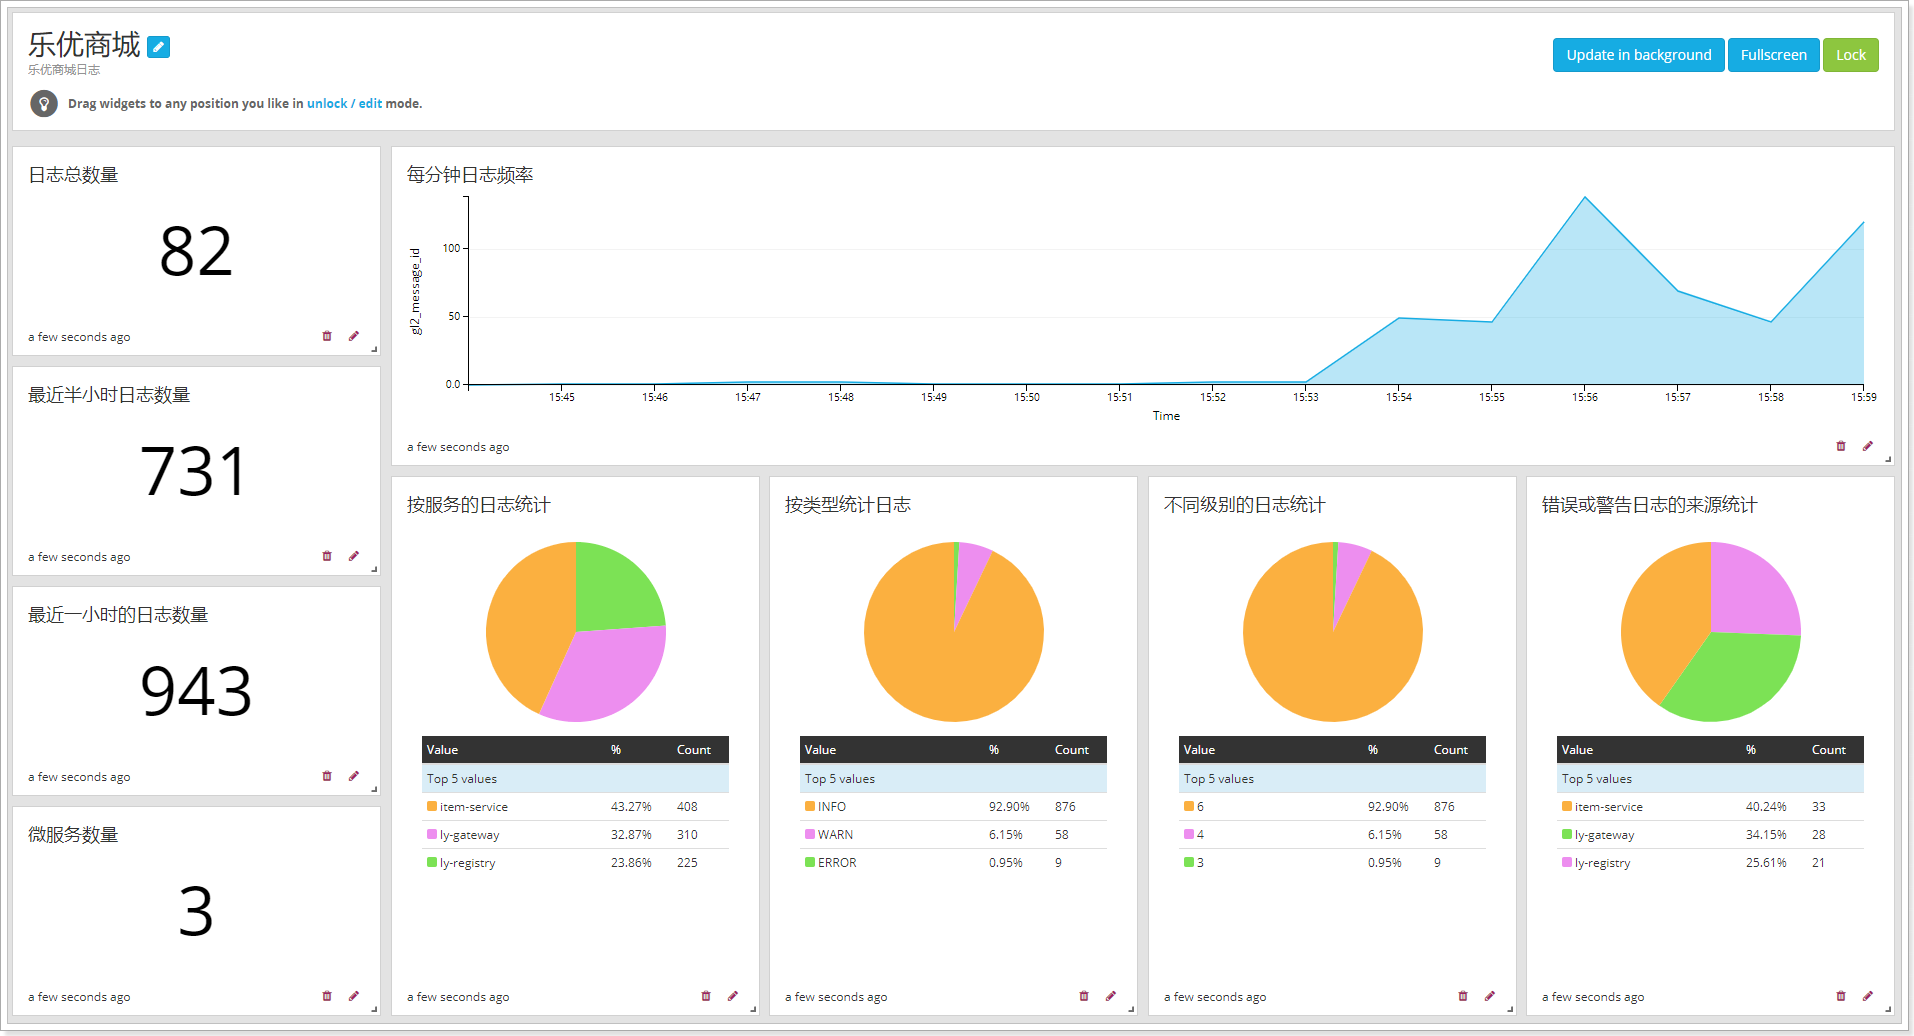 乐优商城
乐优商城日志
Drag widgets to any position you like in unlock / edit mode.
Update in background
Fullscreen
Lock
日志总数量
82
a few seconds ago
每分钟日志频率
gl2_message_id
100
50
0.0
15:45 15:46 15:47 15:48 15:49 15:50 15:51 15:52 15:53 15:54 15:55 15:56 15:57 15:58 15:59
Time
a few seconds ago
最近半小时日志数量
731
a few seconds ago
最近一小时的日志数量
943
a few seconds ago
微服务数量
3
a few seconds ago
按服务的日志统计
Value % Count
Top 5 values
item-service 43.27% 408
ly-gateway 32.87% 310
ly-registry 23.86% 225
a few seconds ago
按类型统计日志
Value % Count
Top 5 values
INFO 92.90% 876
WARN 6.15% 58
ERROR 0.95% 9
a few seconds ago
不同级别的日志统计
Value % Count
Top 5 values
6 92.90% 876
4 6.15% 58
3 0.95% 9
a few seconds ago
错误或警告日志的来源统计
Value % Count
Top 5 values
item-service 40.24% 33
ly-gateway 34.15% 28
ly-registry 25.61% 21
a few seconds ago